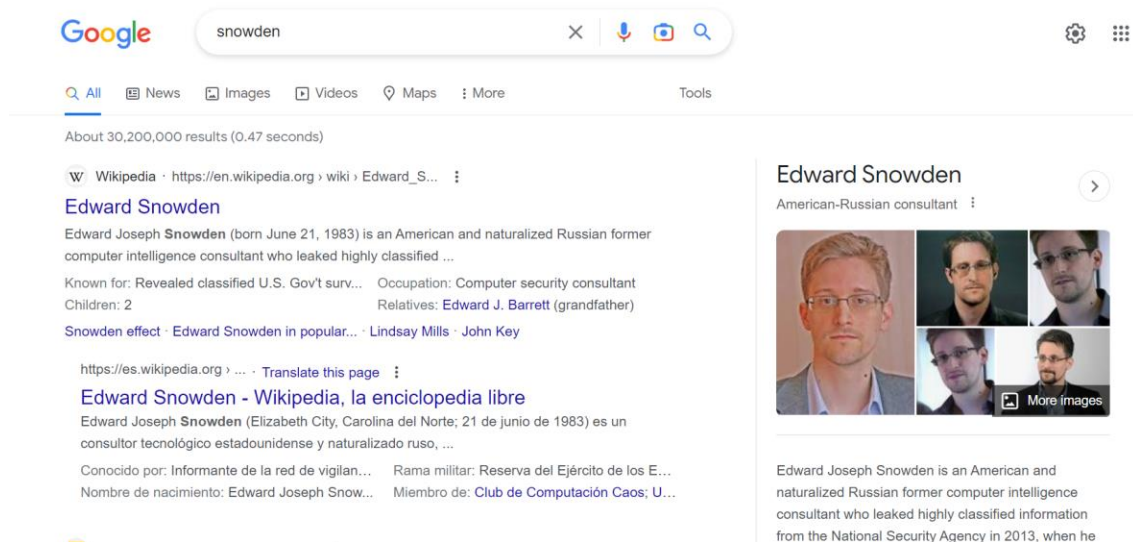 Google
snowden
All News Images Videos Maps More Tools
About 30,200,000 results (0.47 seconds)
W Wikipedia · https://en.wikipedia.org › wiki › Edward_S...
Edward Snowden
Edward Joseph Snowden (born June 21, 1983) is an American and naturalized Russian former
computer intelligence consultant who leaked highly classified ...
Known for: Revealed classified U.S. Gov't surv... Occupation: Computer security consultant
Children: 2 Relatives: Edward J. Barrett (grandfather)
Snowden effect · Edward Snowden in popular... · Lindsay Mills · John Key
https://es.wikipedia.org › ... · Translate this page
Edward Snowden - Wikipedia, la enciclopedia libre
Edward Joseph Snowden (Elizabeth City, Carolina del Norte; 21 de junio de 1983) es un
consultor tecnológico estadounidense y naturalizado ruso, ...
Conocido por: Informante de la red de vigilan... Rama militar: Reserva del Ejército de los E...
Nombre de nacimiento: Edward Joseph Snow... Miembro de: Club de Computación Caos; U...
Edward Snowden
American-Russian consultant
More images
Edward Joseph Snowden is an American and
naturalized Russian former computer intelligence
consultant who leaked highly classified information
from the National Security Agency in 2013, when he